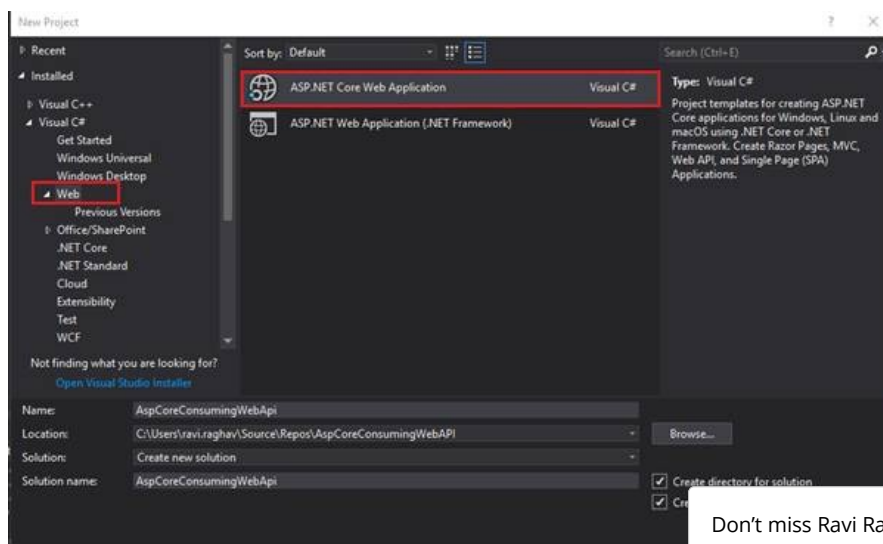 New Project
? ×
Recent
Installed
Visual C++
Visual C#
Get Started
Windows Universal
Windows Desktop
Web
Previous Versions
Office/SharePoint
.NET Core
.NET Standard
Cloud
Extensibility
Test
WCF
Not finding what you are looking for?
Open Visual Studio Installer
Sort by: Default
ASP.NET Core Web Application Visual C#
ASP.NET Web Application (.NET Framework) Visual C#
Search (Ctrl+E)
Type: Visual C#
Project templates for creating ASP.NET
Core applications for Windows, Linux and
macOS using .NET Core or .NET
Framework. Create Razor Pages, MVC,
Web API, and Single Page (SPA)
Applications.
Name: AspCoreConsumingWebApi
Location: C:\Users\ravi.raghav\Source\Repos\AspCoreConsumingWebAPI Browse...
Solution: Create new solution
Solution name: AspCoreConsumingWebApi
Create directory for solution
Cre
Don’t miss Ravi Ra